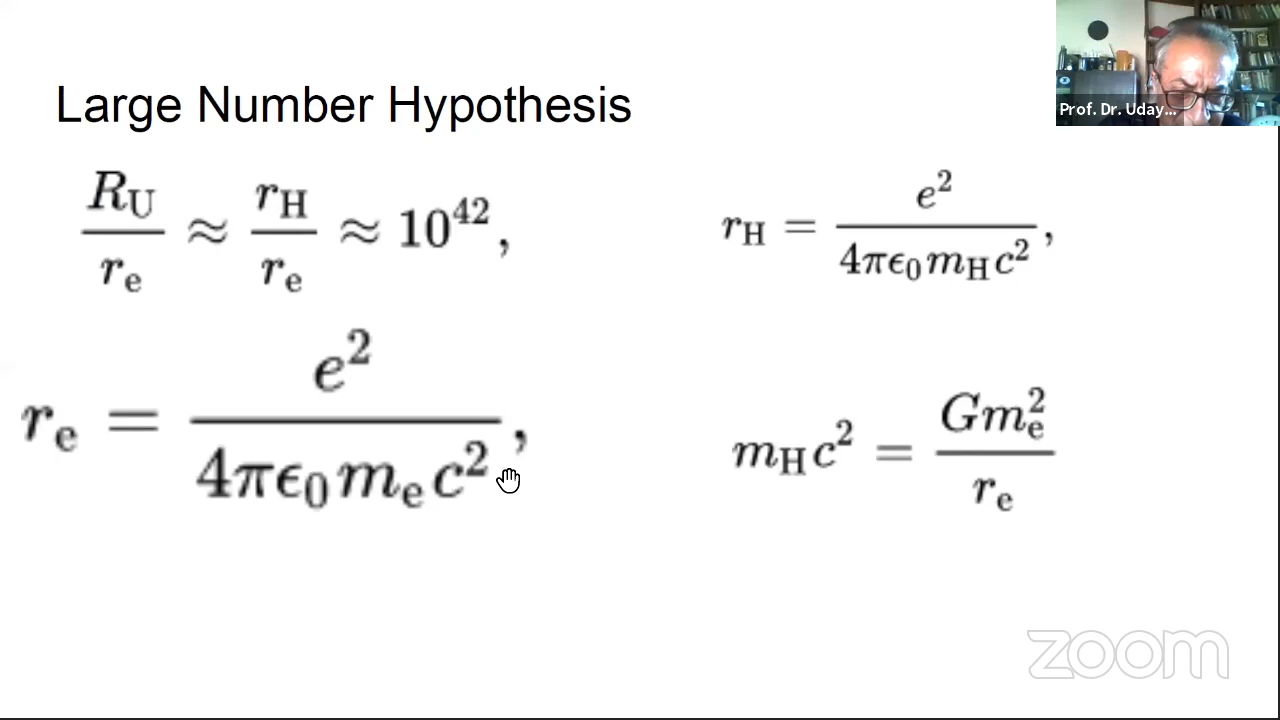 Large Number Hypothesis
R_U / r_e ≈ r_H / r_e ≈ 10^42,
r_H = e^2 / 4πϵ_0 m_H c^2,
r_e = e^2 / 4πϵ_0 m_e c^2,
m_H c^2 = G m_e^2 / r_e
Prof. Dr. Uday...
zoom